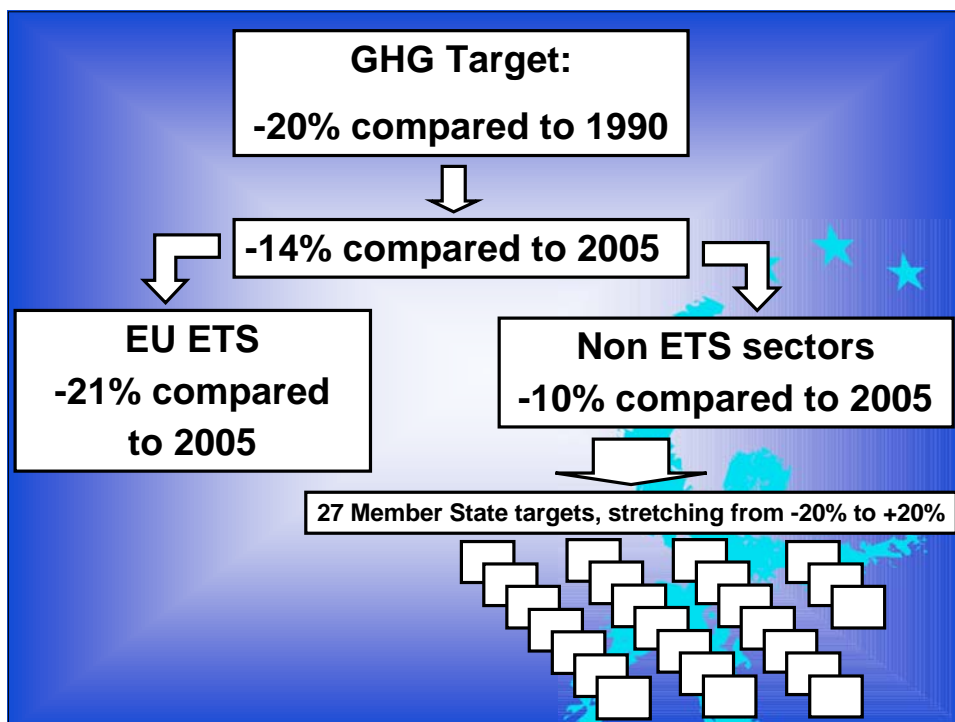 GHG Target:
-20% compared to 1990
-14% compared to 2005
EU ETS
-21% compared
to 2005
Non ETS sectors
-10% compared to 2005
27 Member State targets, stretching from -20% to +20%